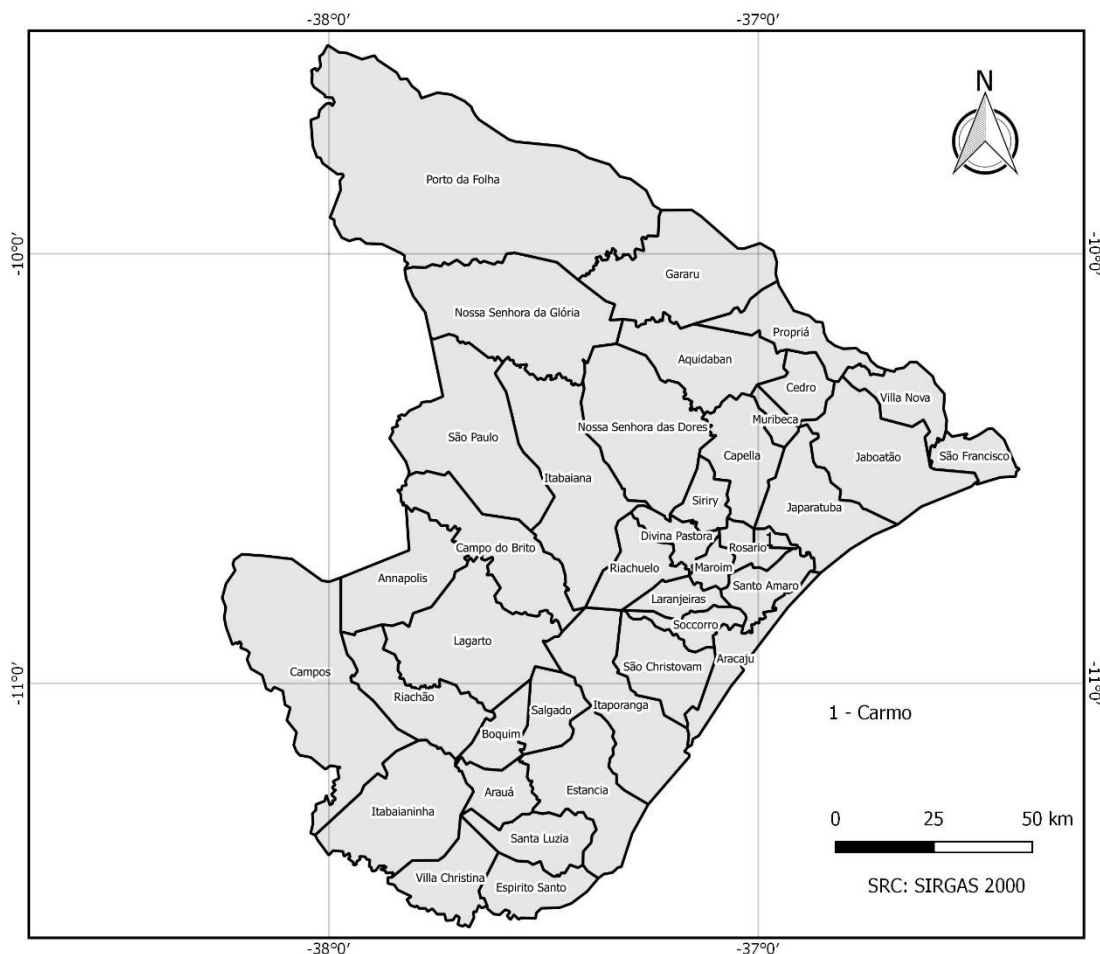 -38°0′
-37°0′
N
Porto da Folha
-10°0′
-10°0′
Gararu
Nossa Senhora da Glória
Propriá
Aquidaban
Cedro
Villa Nova
Muribeca
Nossa Senhora das Dores
São Paulo
Capella
Jaboatão
São Francisco
Itabaiana
Siriry
Japaratuba
Divina Pastora
1
Campo do Brito
Rosario
Riachuelo
Maroim
Annapolis
Santo Amaro
Laranjeiras
Soccorro
Lagarto
Aracaju
São Christovam
Campos
-11°0′
-11°0′
Riachão
Itaporanga
Salgado
1 - Carmo
Boquim
Arauá
Estancia
Itabaianinha
0 25 50 km
Santa Luzia
Villa Christina
Espirito Santo
SRC: SIRGAS 2000
-38°0′
-37°0′